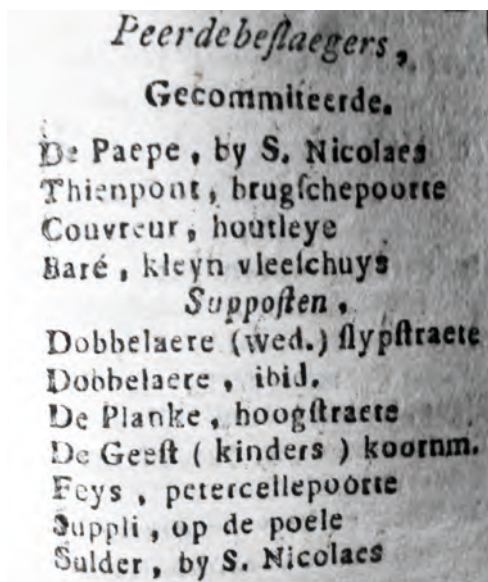 Peerdebeſlaegers,
Gecommiteerde.
De Paepe, by S. Nicolaes
Thienpont, brugſchepoorte
Couvreur, houtleye
Baré, kleyn vleeſchuys
Suppoſten,
Dobbelaere (wed.) ſlypſtraete
Dobbelaere, ibid.
De Planke, hoogſtraete
De Geeſt ( kinders ) koornm.
Feys, petercellepoorte
Suppli, op de poele
Sulder, by S. Nicolaes